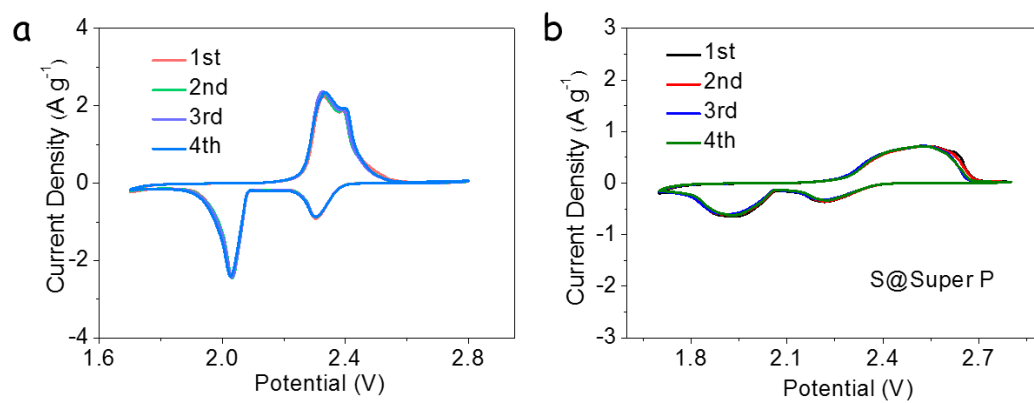 a
1st
2nd
3rd
4th
Current Density (A g⁻¹)
4
2
0
-2
-4
1.6 2.0 2.4 2.8
Potential (V)
b
1st
2nd
3rd
4th
S@Super P
Current Density (A g⁻¹)
3
2
1
0
-1
-2
-3
1.8 2.1 2.4 2.7
Potential (V)